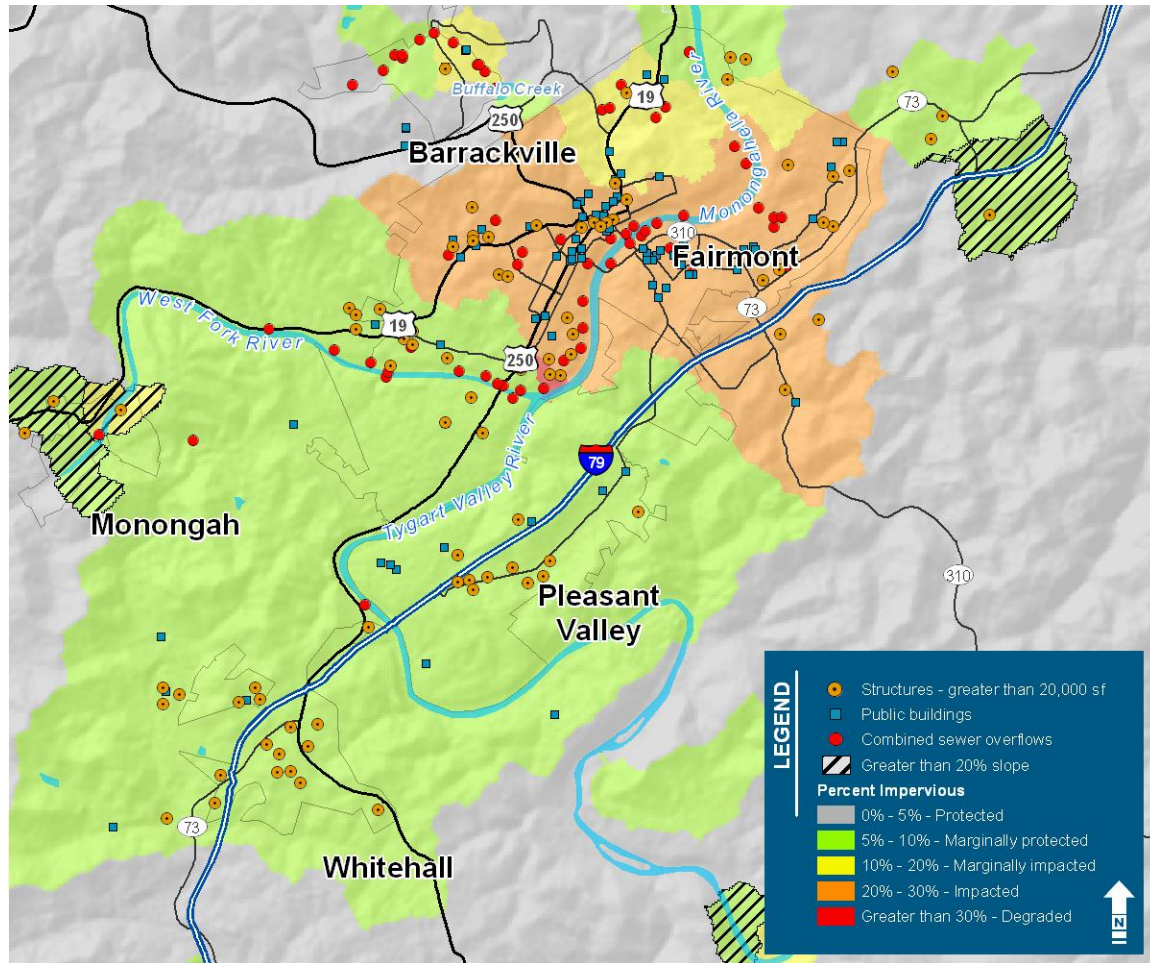 Buffalo Creek
19
250
Monongahela River
73
Barrackville
310
Fairmont
73
West Fork River
19
250
79
Monongah
Tygart Valley River
310
Pleasant
Valley
73
Whitehall
LEGEND
Structures - greater than 20,000 sf
Public buildings
Combined sewer overflows
Greater than 20% slope
Percent Impervious
0% - 5% - Protected
5% - 10% - Marginally protected
10% - 20% - Marginally impacted
20% - 30% - Impacted
Greater than 30% - Degraded
N